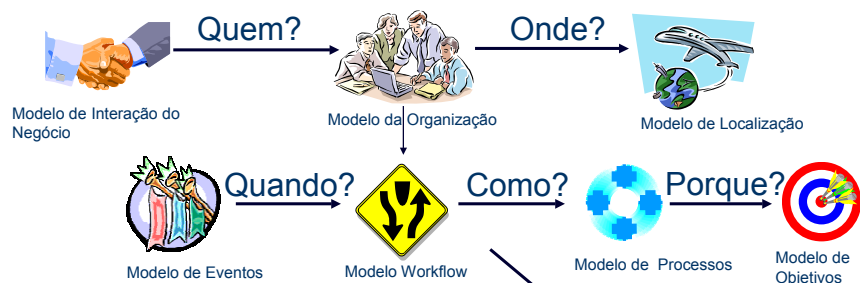 Quem?
Onde?
Modelo de Interação do
Negócio
Modelo da Organização
Modelo de Localização
Quando?
Como?
Porque?
Modelo de Eventos
Modelo Workflow
Modelo de Processos
Modelo de
Objetivos